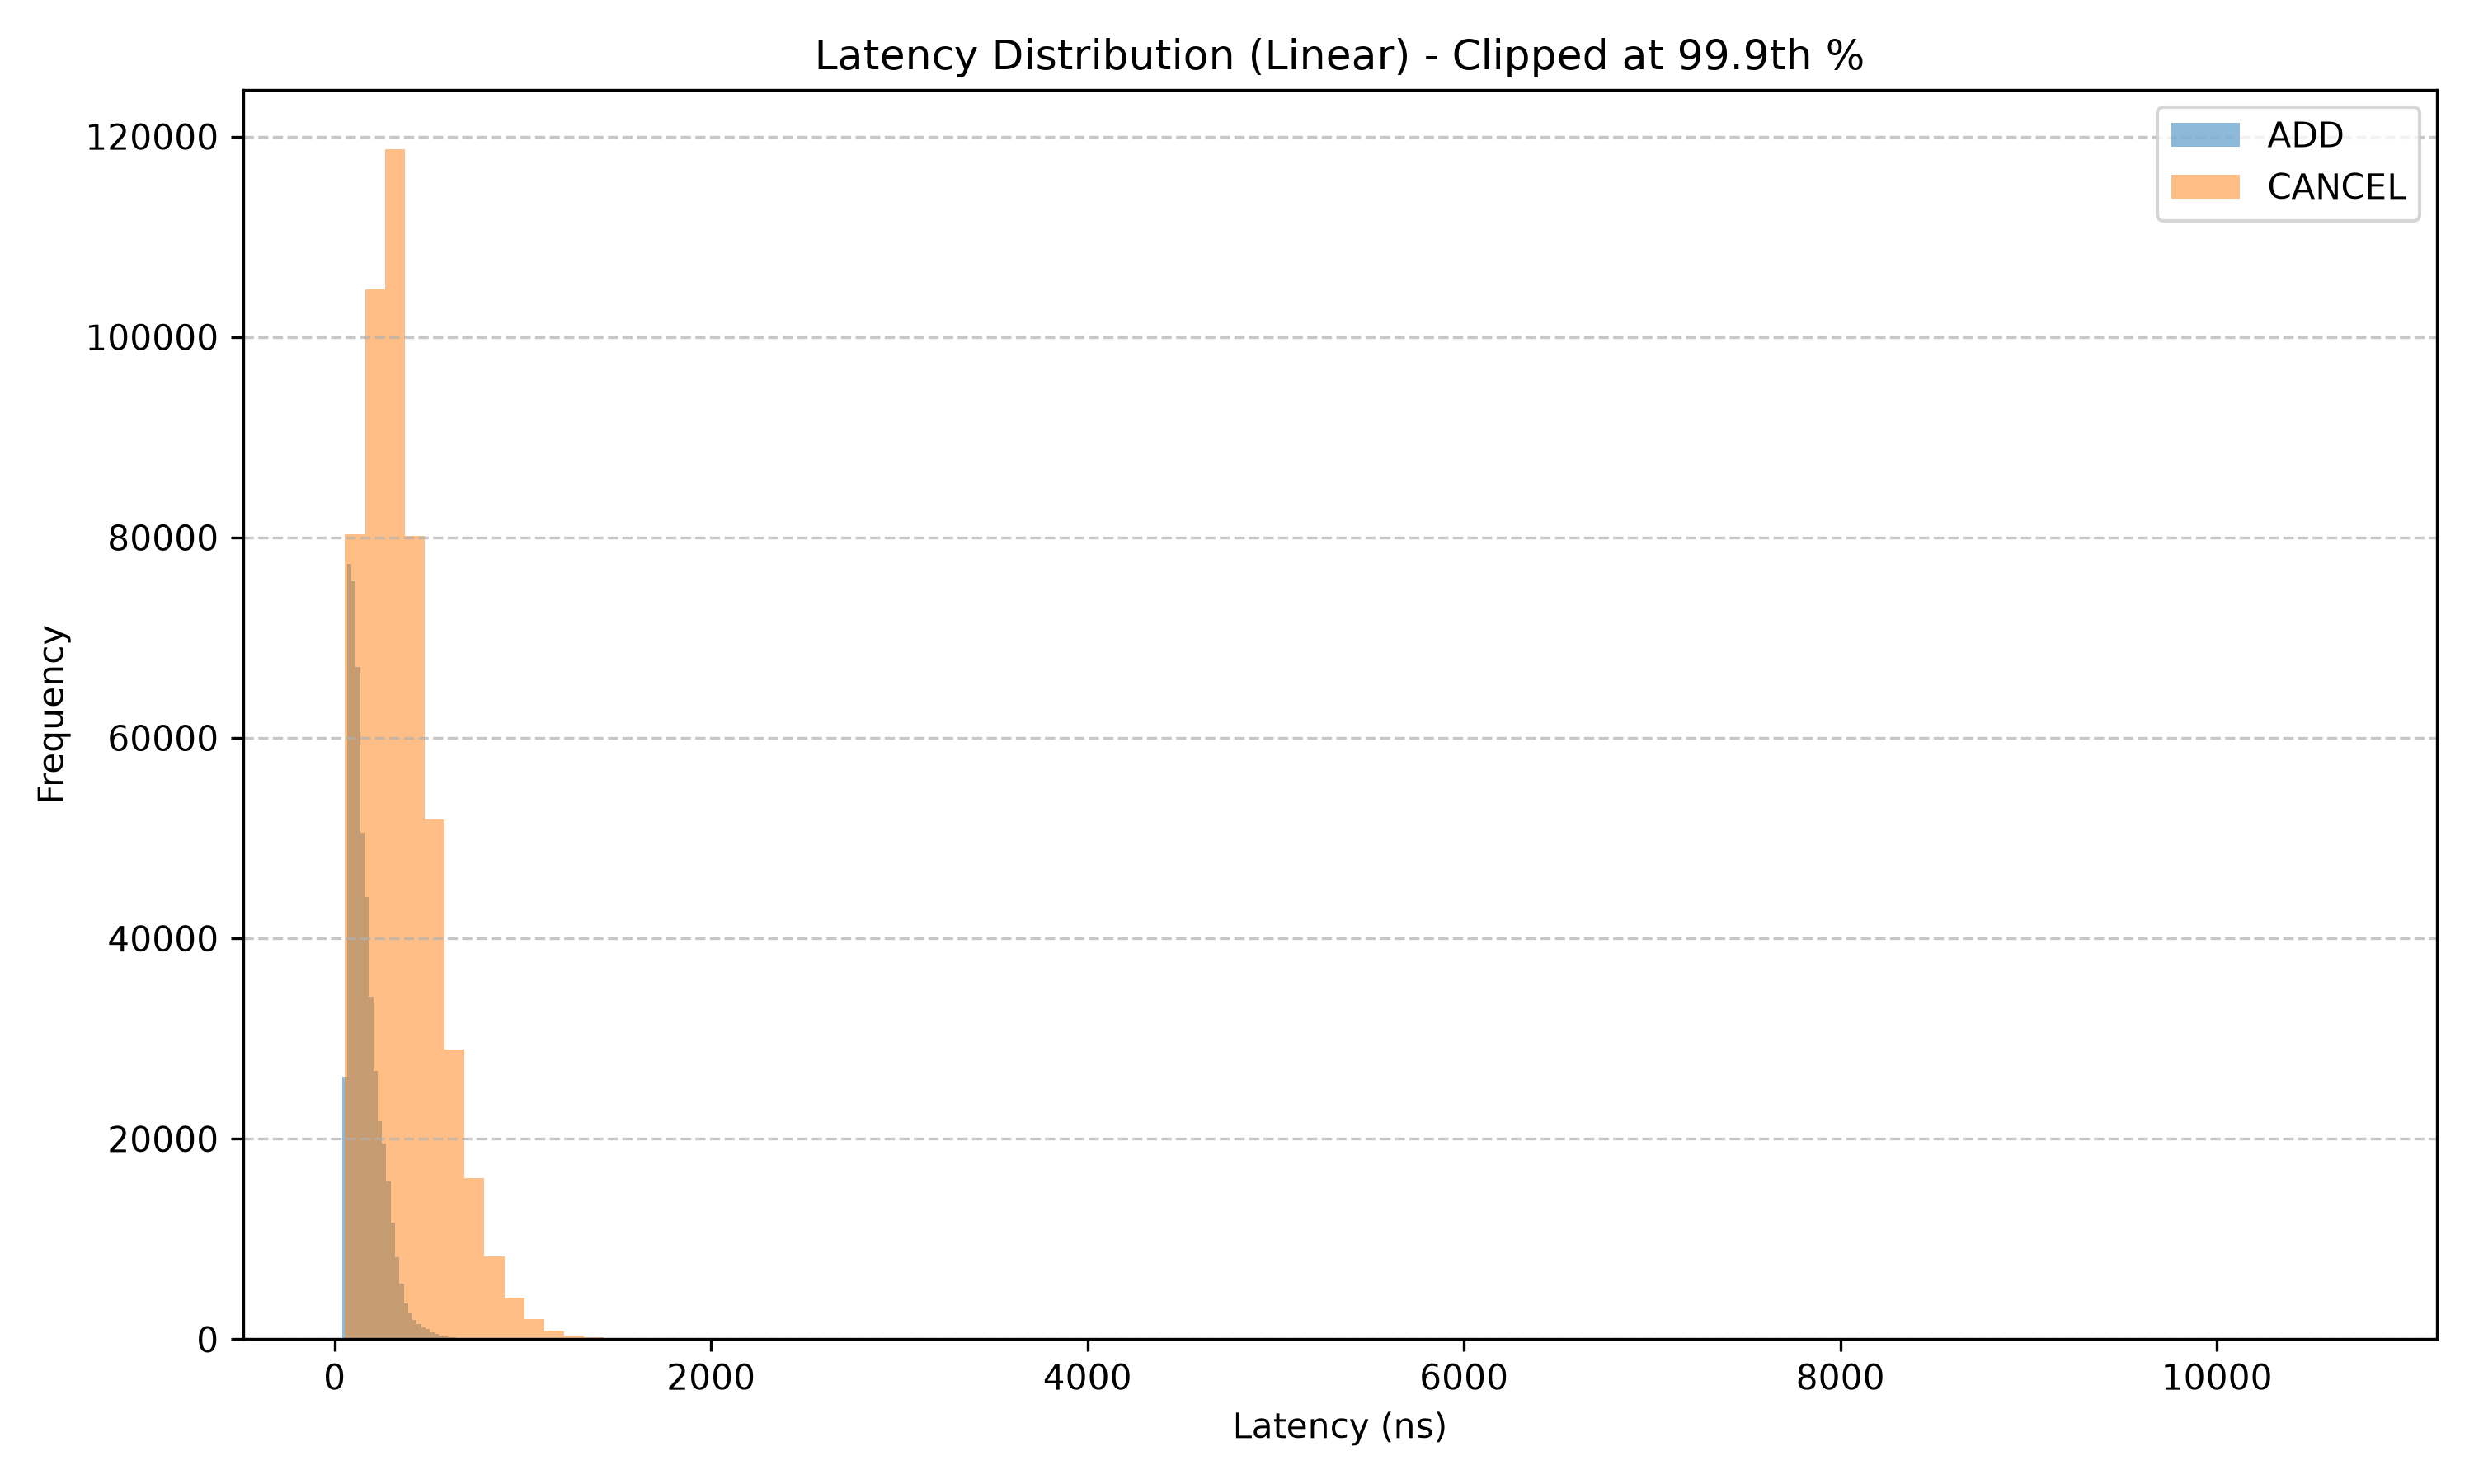 Latency Distribution (Linear) - Clipped at 99.9th %
ADD
CANCEL
Frequency
120000
100000
80000
60000
40000
20000
0
0 2000 4000 6000 8000 10000
Latency (ns)